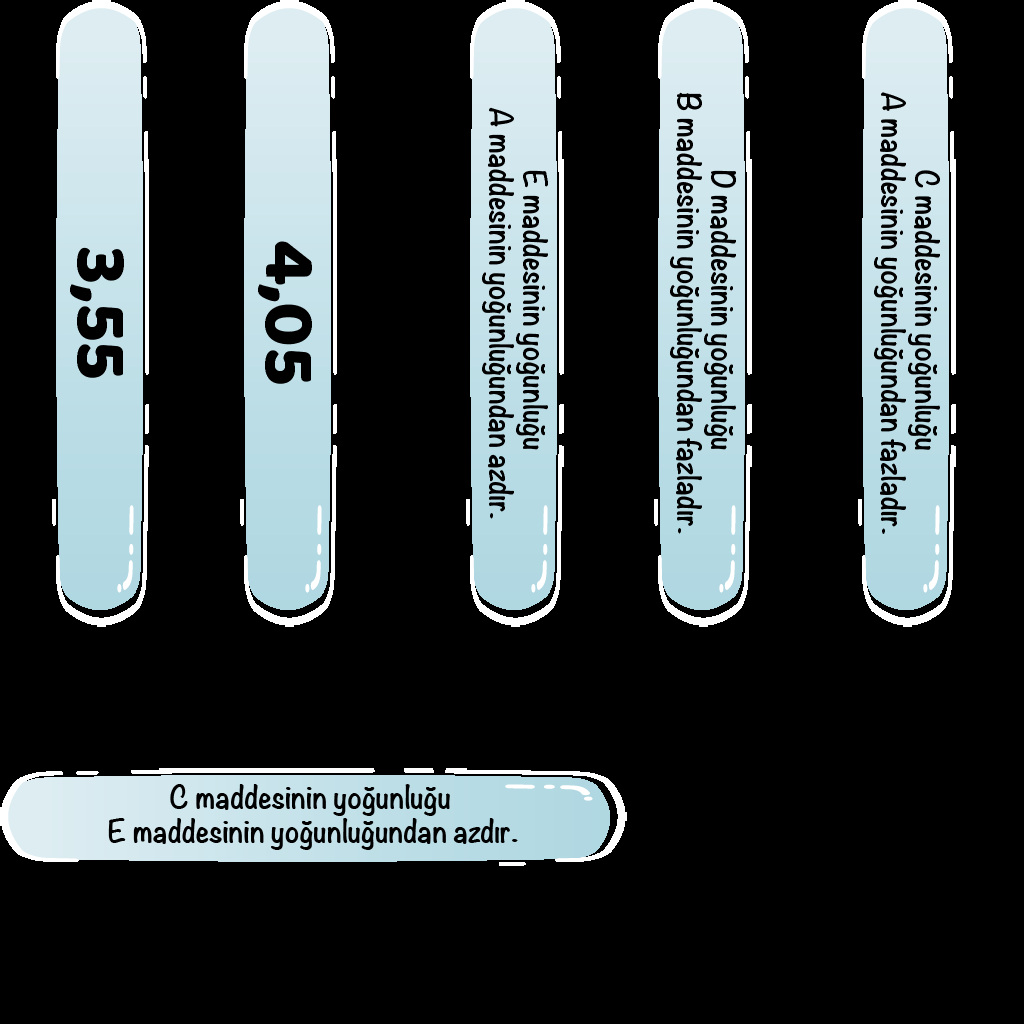 3,55
4,05
E maddesinin yoğunluğu
A maddesinin yoğunluğundan azdır.
D maddesinin yoğunluğu
B maddesinin yoğunluğundan fazladır.
C maddesinin yoğunluğu
A maddesinin yoğunluğundan fazladır.
C maddesinin yoğunluğu
E maddesinin yoğunluğundan azdır.